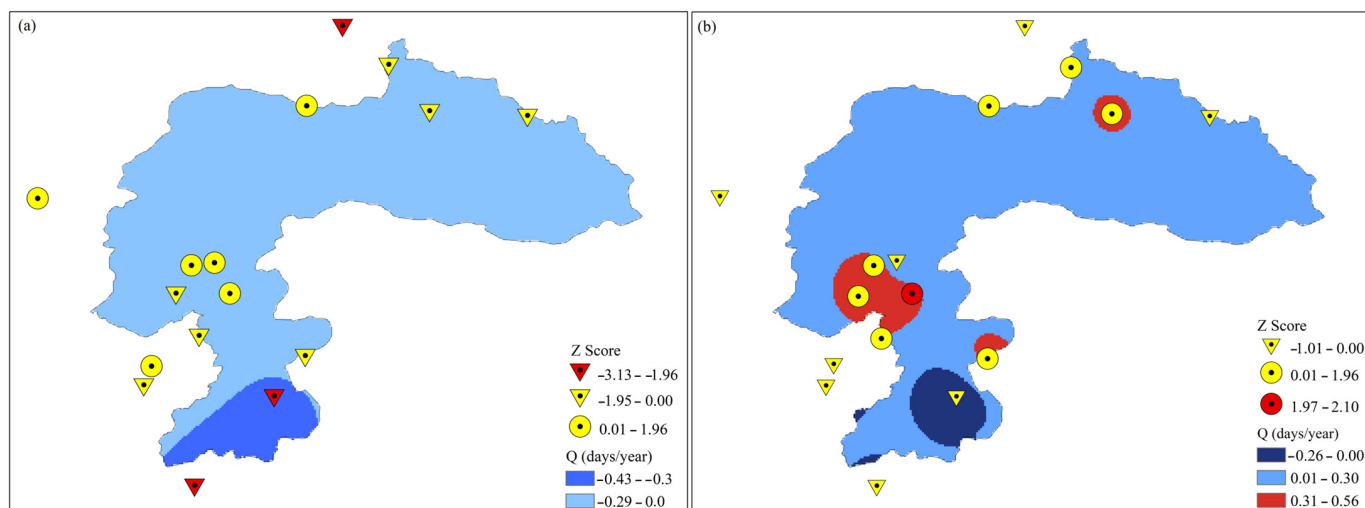 (a)
Z Score
-3.13 - -1.96
-1.95 - 0.00
0.01 - 1.96
Q (days/year)
-0.43 - -0.3
-0.29 - 0.0
(b)
Z Score
-1.01 - 0.00
0.01 - 1.96
1.97 - 2.10
Q (days/year)
-0.26 - 0.00
0.01 - 0.30
0.31 - 0.56